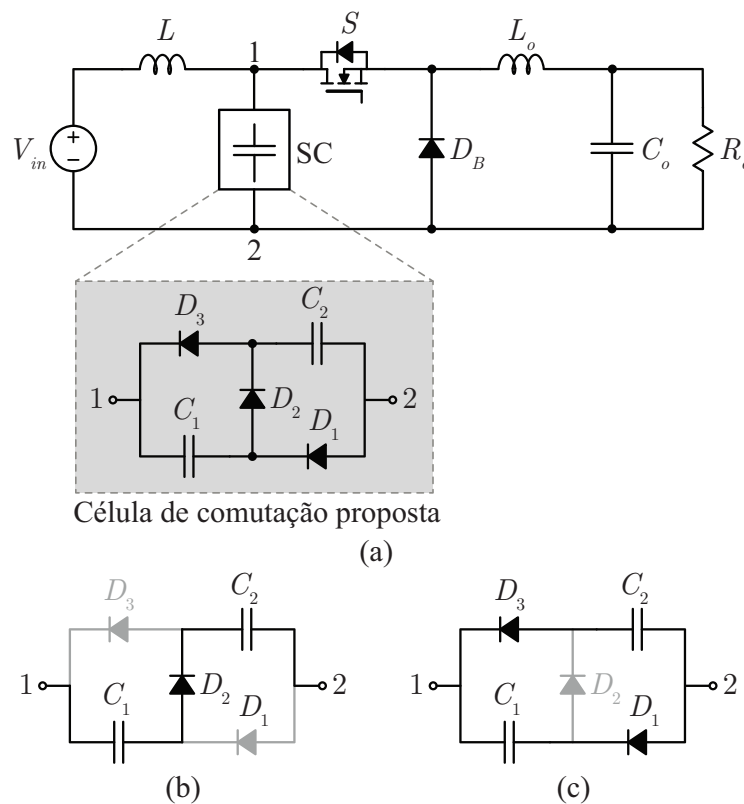 L
S
L_o
1
V_in
+
−
SC
D_B
C_o
2
D_3
C_2
1
C_1
D_2
D_1
2
Célula de comutação proposta
(a)
D_3
C_2
1
D_2
2
C_1
D_1
(b)
D_3
C_2
1
D_2
2
C_1
D_1
(c)